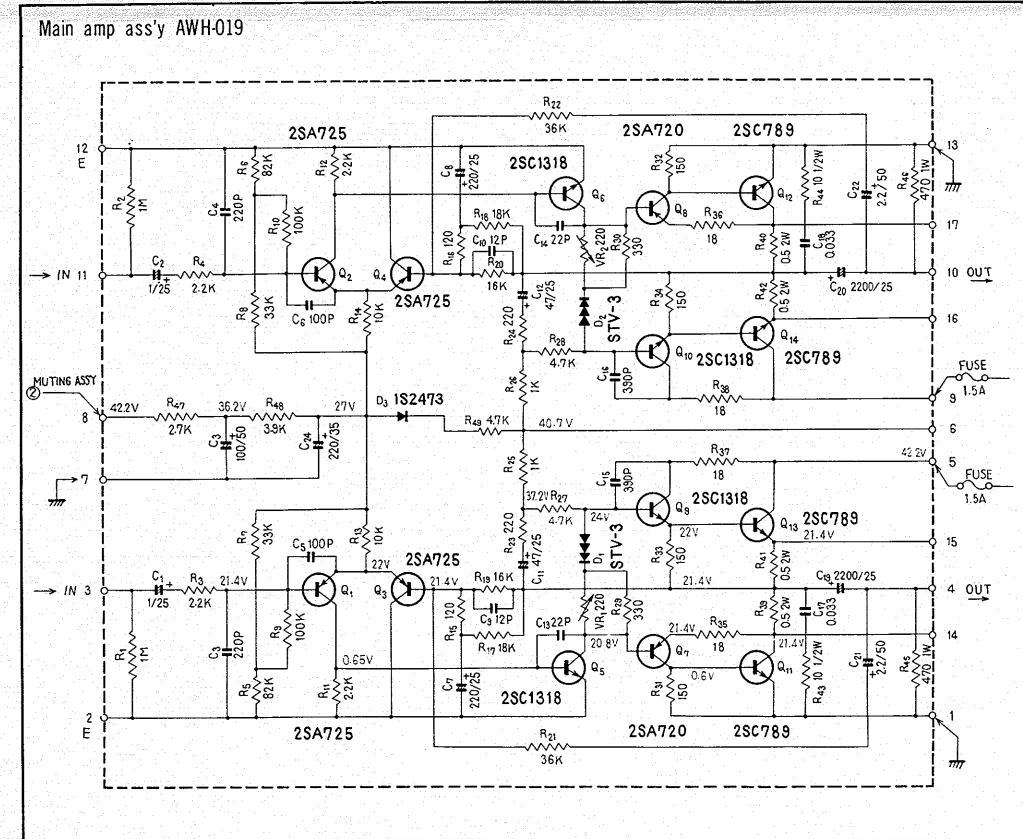 Main amp ass'y AWH-019
R22
36K
2SA725
2SA720
2SC789
12
E
R6
82K
R12
2.2K
C8
220/25
2SC1318
R32
150
13
R2
1M
C4
220P
R10
100K
Q6
Q8
Q12
R44 10 1/2W
C22
2.2/50
R46
470 1W
R18 18K
C10 12P
R16 120
C14 22P
VR2 220
R30
330
R36
18
R40
0.5 2W
C18
0.033
17
IN 11
C2
1/25
R4
2.2K
Q2
Q4
2SA725
R20
16K
10 OUT
C20 2200/25
R8
33K
C6 100P
R14
10K
C12
47/25
R24
220
D2
STV-3
R34
150
R42
0.5 2W
16
R28
4.7K
Q10
2SC1318
Q14
2SC789
C16
390P
R26
1K
R38
18
FUSE
1.5A
9
② MUTING ASSY
8
42.2V
R47
2.7K
36.2V
R48
3.9K
27V
D3 1S2473
R49 4.7K
40.7V
6
C3
100/50
C24
220/35
7
R25
1K
C15
390P
R37
18
42.2V
5
FUSE
1.5A
R7
33K
R13
10K
37.2V
R27
4.7K
24V
Q9
2SC1318
22V
Q13
2SC789
21.4V
15
C5 100P
2SA725
R23
220
C11
47/25
D1
STV-3
R33
150
R41
0.5 2W
IN 3
C1
1/25
R3
2.2K
21.4V
Q1
22V
Q3
21.4V
R19 16K
C9 12P
21.4V
C19 2200/25
4 OUT
R1
1M
C3
220P
R9
100K
R15
120
R17 18K
C13 22P
VR1 220
R29
330
R39
0.5 2W
C17
0.033
20.8V
21.4V
R35
18
21.4V
14
R5
82K
0.65V
R11
2.2K
C7
220/25
Q5
2SC1318
Q7
R31
150
0.6V
Q11
R43
10 1/2W
C21
2.2/50
R45
470 1W
2
E
1
2SA725
2SA720
2SC789
R21
36K